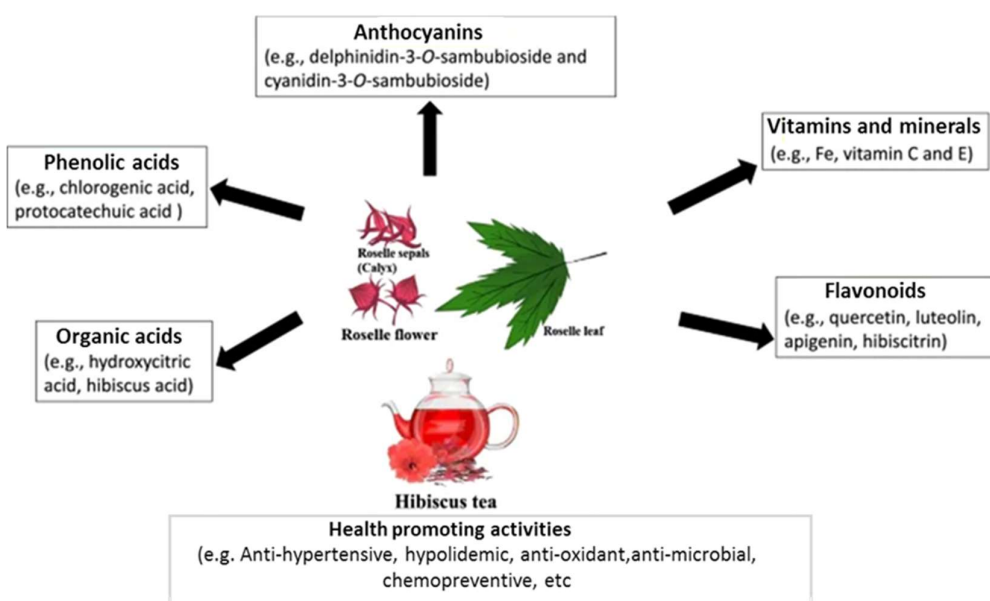 Anthocyanins
(e.g., delphinidin-3-O-sambubioside and
cyanidin-3-O-sambubioside)
Vitamins and minerals
(e.g., Fe, vitamin C and E)
Phenolic acids
(e.g., chlorogenic acid,
protocatechuic acid )
Roselle sepals
(Calyx)
Roselle flower
Roselle leaf
Flavonoids
(e.g., quercetin, luteolin,
apigenin, hibiscitrin)
Organic acids
(e.g., hydroxycitric
acid, hibiscus acid)
Hibiscus tea
Health promoting activities
(e.g. Anti-hypertensive, hypolidemic, anti-oxidant,anti-microbial,
chemopreventive, etc